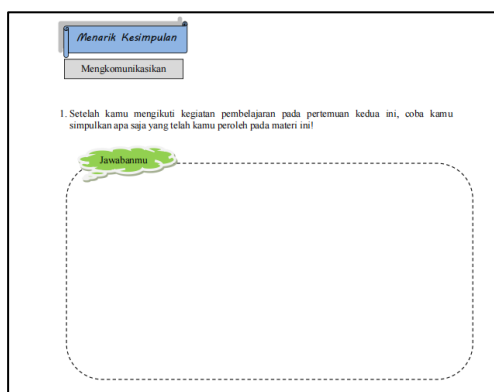 Menarik Kesimpulan
Mengkomunikasikan
1. Setelah kamu mengikuti kegiatan pembelajaran pada pertemuan kedua ini, coba kamu
simpulkan apa saja yang telah kamu peroleh pada materi ini!
Jawabanmu